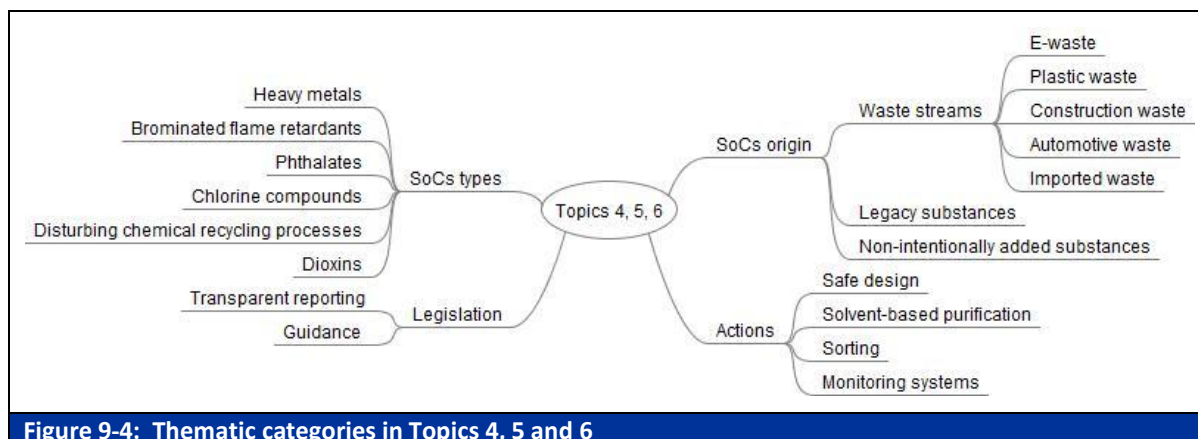 Heavy metals
Brominated flame retardants
Phthalates
Chlorine compounds
Disturbing chemical recycling processes
Dioxins
SoCs types
Transparent reporting
Guidance
Legislation
Topics 4, 5, 6
SoCs origin
Waste streams
E-waste
Plastic waste
Construction waste
Automotive waste
Imported waste
Legacy substances
Non-intentionally added substances
Actions
Safe design
Solvent-based purification
Sorting
Monitoring systems
Figure 9-4: Thematic categories in Topics 4, 5 and 6